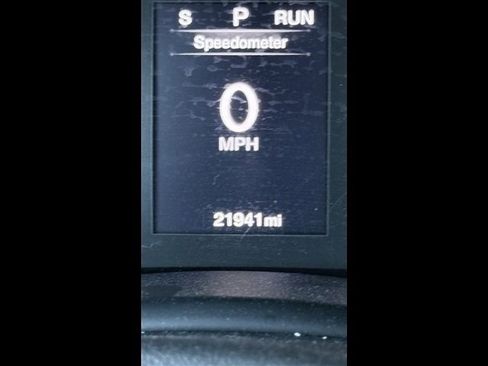 S P RUN
Speedometer
0
MPH
21941mi